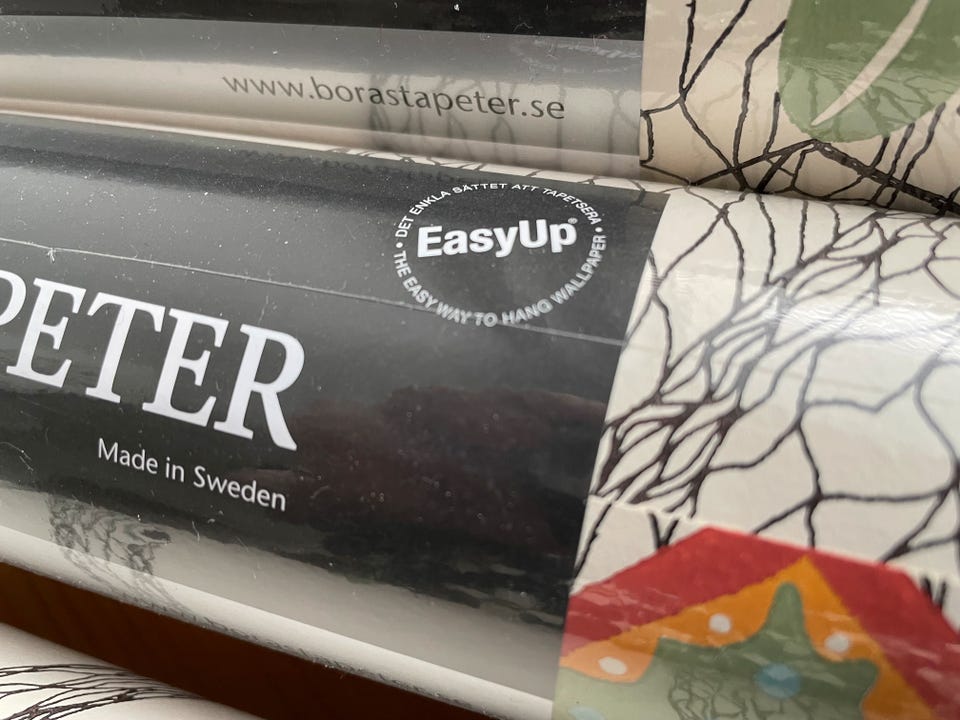 www.borastapeter.se
DET ENKLA SÄTTET ATT TAPETSERA
EasyUp®
• THE EASY WAY TO HANG WALLPAPER •
PETER
Made in Sweden